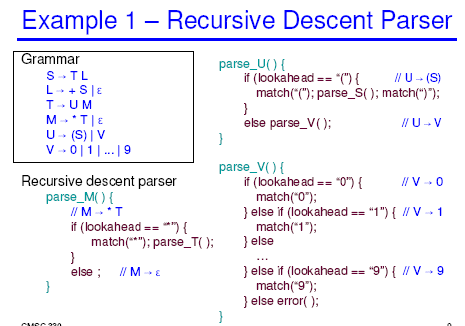 Example 1 – Recursive Descent Parser
Grammar
S → T L
L → + S | ε
T → U M
M → * T | ε
U → (S) | V
V → 0 | 1 | ... | 9
Recursive descent parser
parse_M( ) {
// M → * T
if (lookahead == “*”) {
match(“*”); parse_T( );
}
else ; // M → ε
}
parse_U( ) {
if (lookahead == “(”) { // U → (S)
match(“(”); parse_S( ); match(“)”);
}
else parse_V( ); // U → V
}
parse_V( ) {
if (lookahead == “0”) { // V → 0
match(“0”);
} else if (lookahead == “1”) { // V → 1
match(“1”);
} else
…
} else if (lookahead == “9”) { // V → 9
match(“9”);
} else error( );
}
CMSC 330